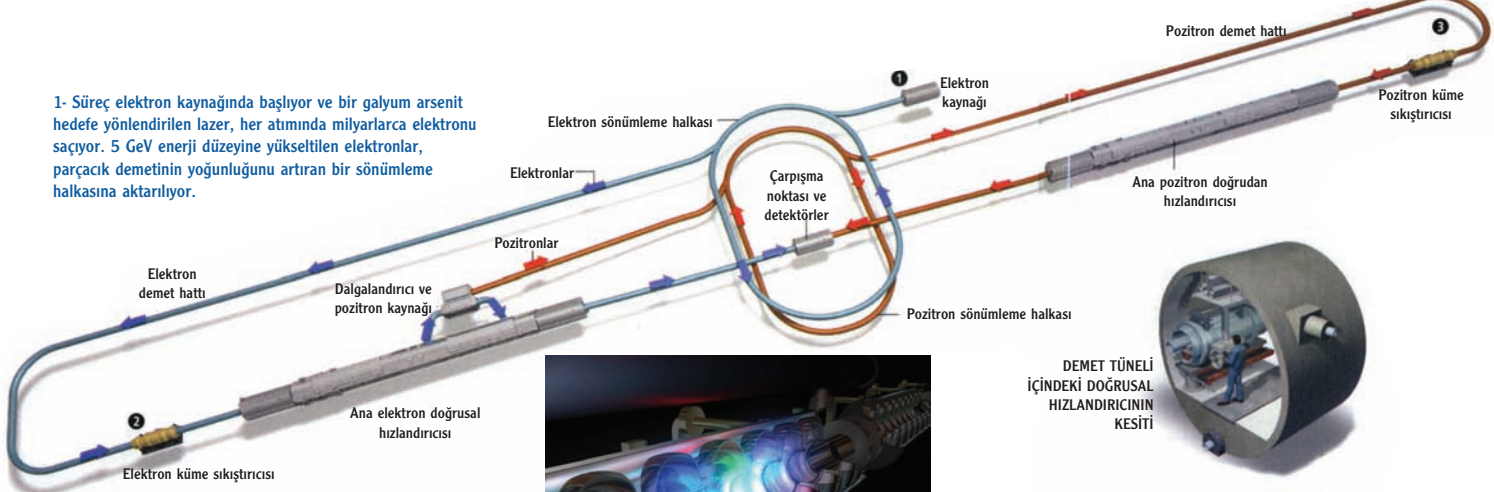 1- Süreç elektron kaynağında başlıyor ve bir galyum arsenit
hedefe yönlendirilen lazer, her atımında milyarlarca elektronu
saçıyor. 5 GeV enerji düzeyine yükseltilen elektronlar,
parçacık demetinin yoğunluğunu artıran bir sönümleme
halkasına aktarılıyor.
Pozitron demet hattı
3
Pozitron küme
sıkıştırıcısı
1
Elektron
kaynağı
Elektron sönümleme halkası
Elektronlar
Çarpışma
noktası ve
detektörler
Ana pozitron doğrudan
hızlandırıcısı
Pozitronlar
Elektron
demet hattı
Dalgalandırıcı ve
pozitron kaynağı
Pozitron sönümleme halkası
2
Ana elektron doğrusal
hızlandırıcısı
Elektron küme sıkıştırıcısı
DEMET TÜNELİ
İÇİNDEKİ DOĞRUSAL
HIZLANDIRICININ
KESİTİ